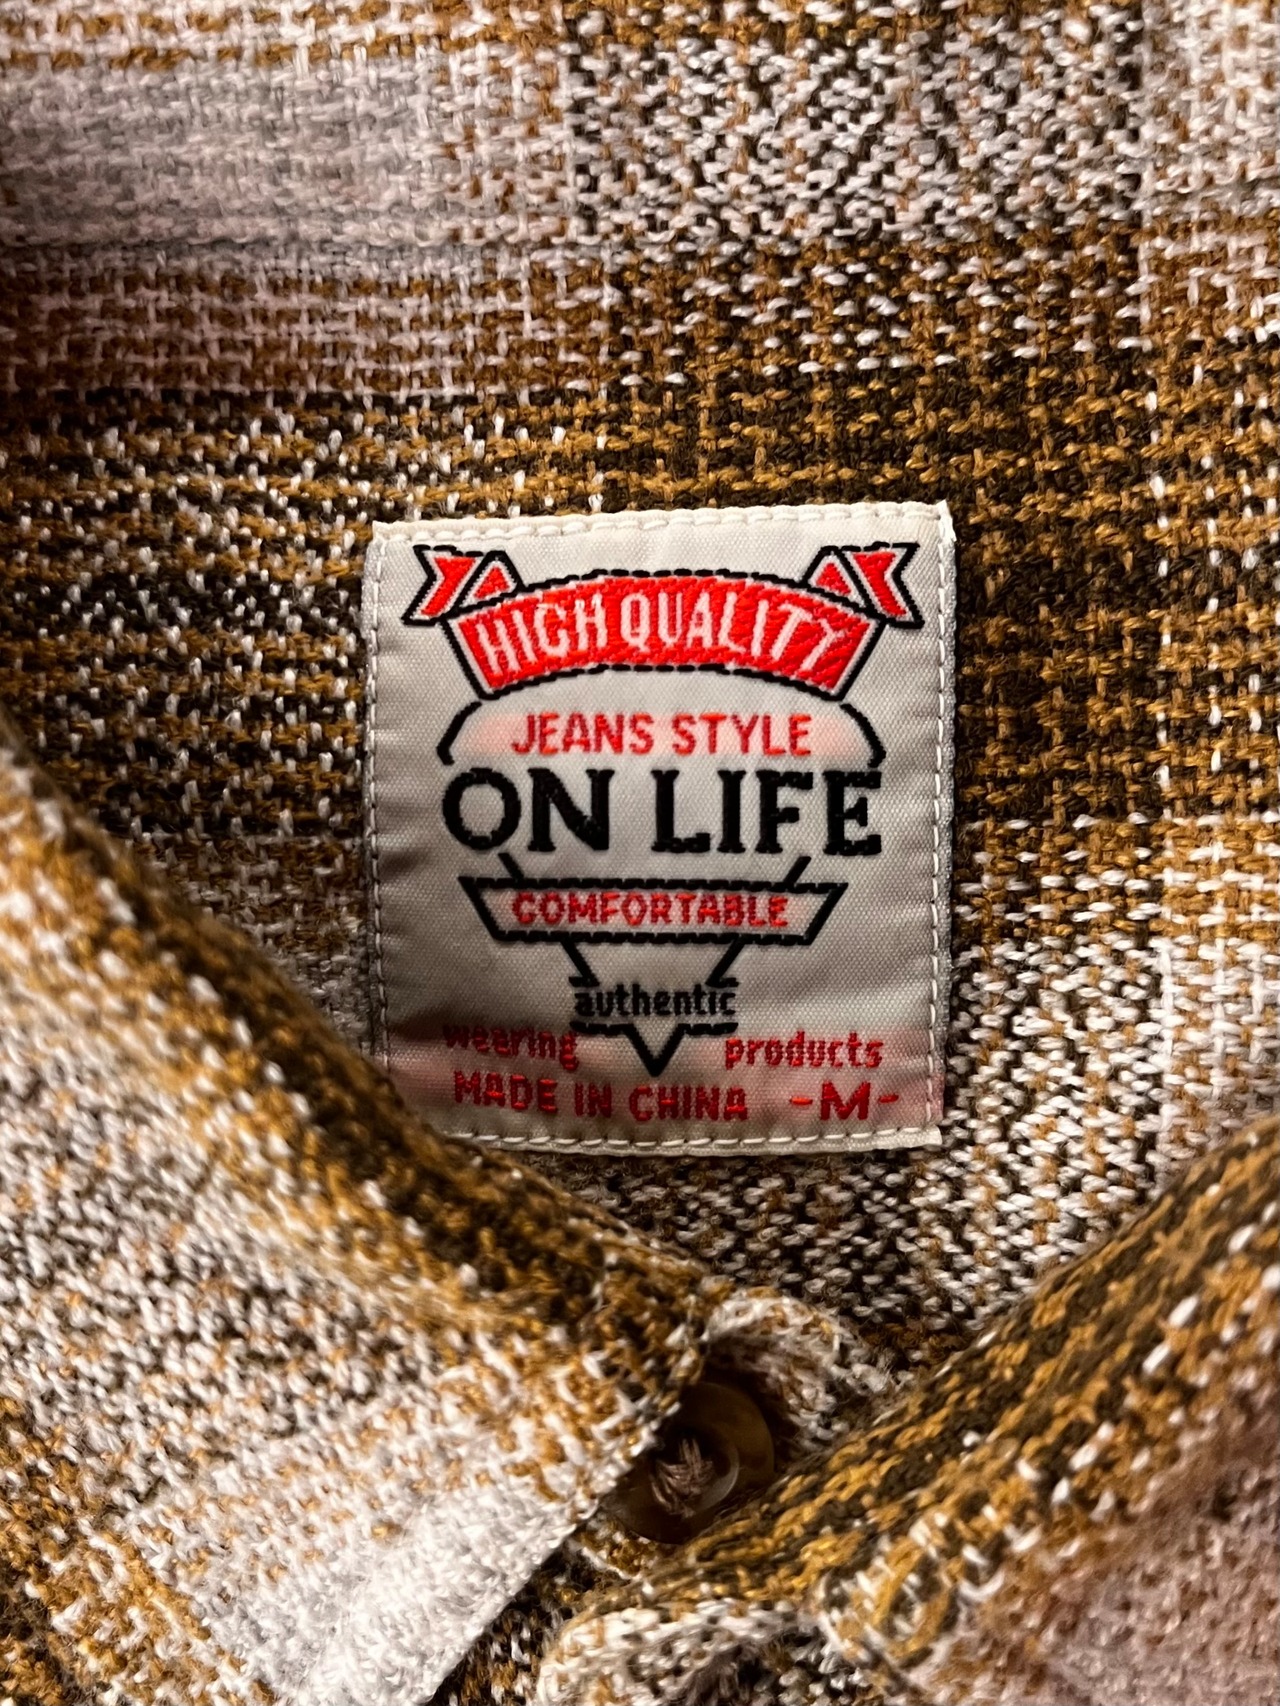 HIGH QUALITY
JEANS STYLE
ON LIFE
COMFORTABLE
authentic
wearing products
MADE IN CHINA -M-